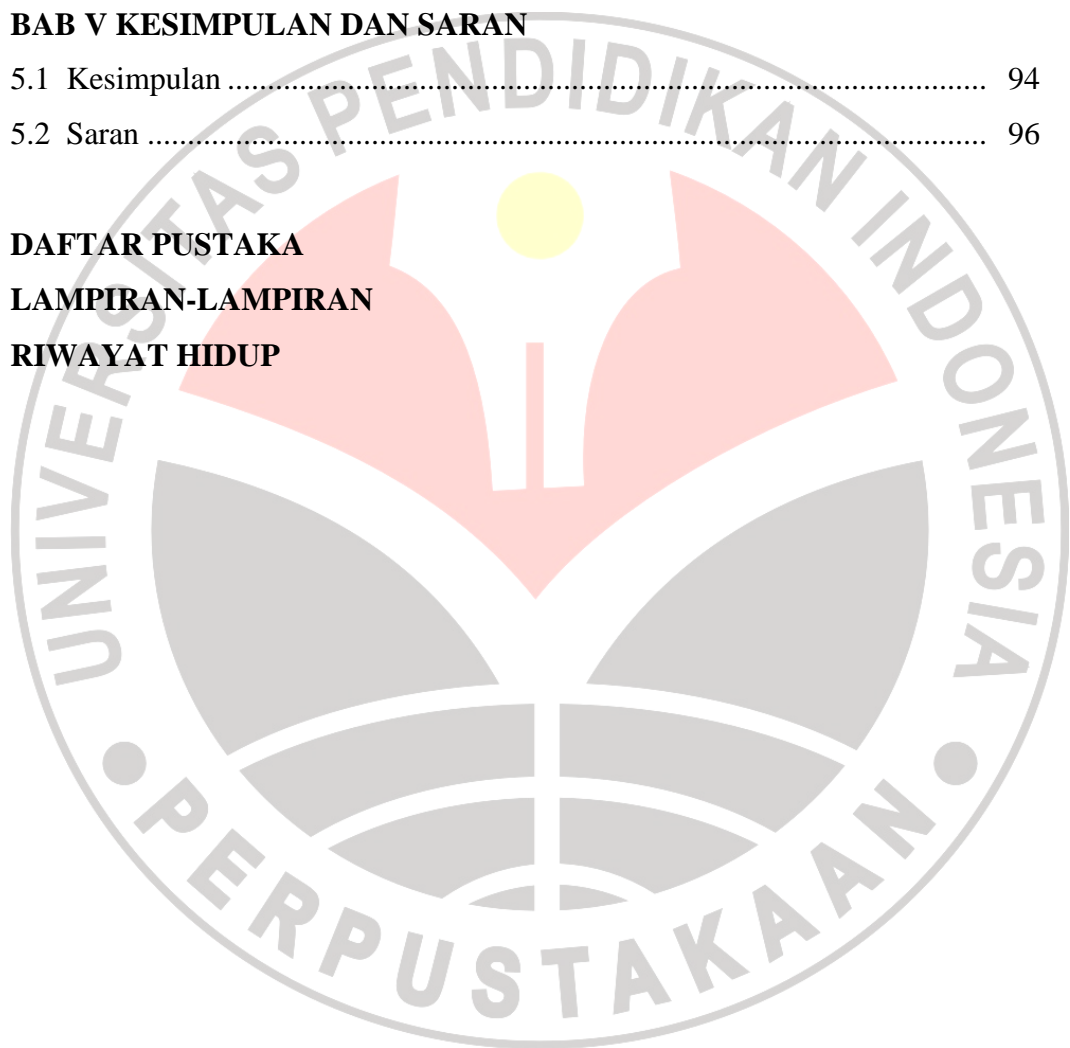 BAB V KESIMPULAN DAN SARAN
5.1 Kesimpulan .................................................................................. 94
5.2 Saran ........................................................................................... 96
DAFTAR PUSTAKA
LAMPIRAN-LAMPIRAN
RIWAYAT HIDUP
UNIVERSITAS PENDIDIKAN INDONESIA
PERPUSTAKAAN